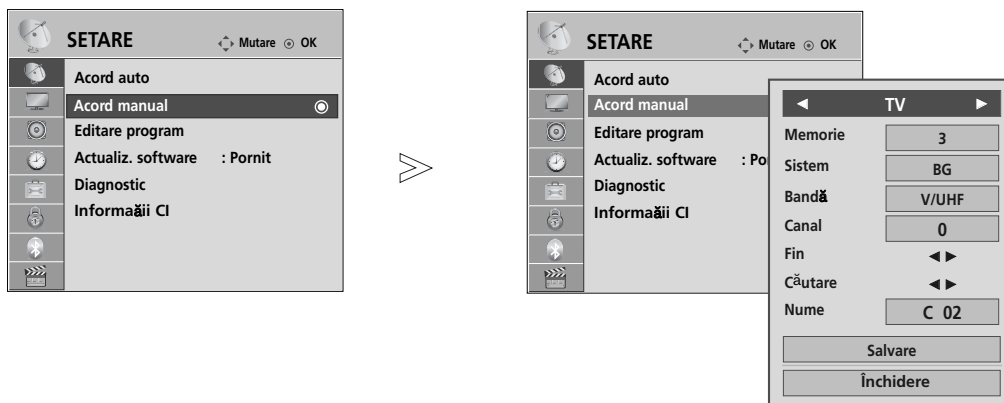 SETARE Mutare OK
Acord auto
Acord manual
Editare program
Actualiz. software : Pornit
Diagnostic
Informaăii CI
SETARE Mutare OK
Acord auto
Acord manual
Editare program
Actualiz. software : Po
Diagnostic
Informaăii CI
TV
Memorie 3
Sistem BG
Bandă V/UHF
Canal 0
Fin
Căutare
Nume C 02
Salvare
Închidere